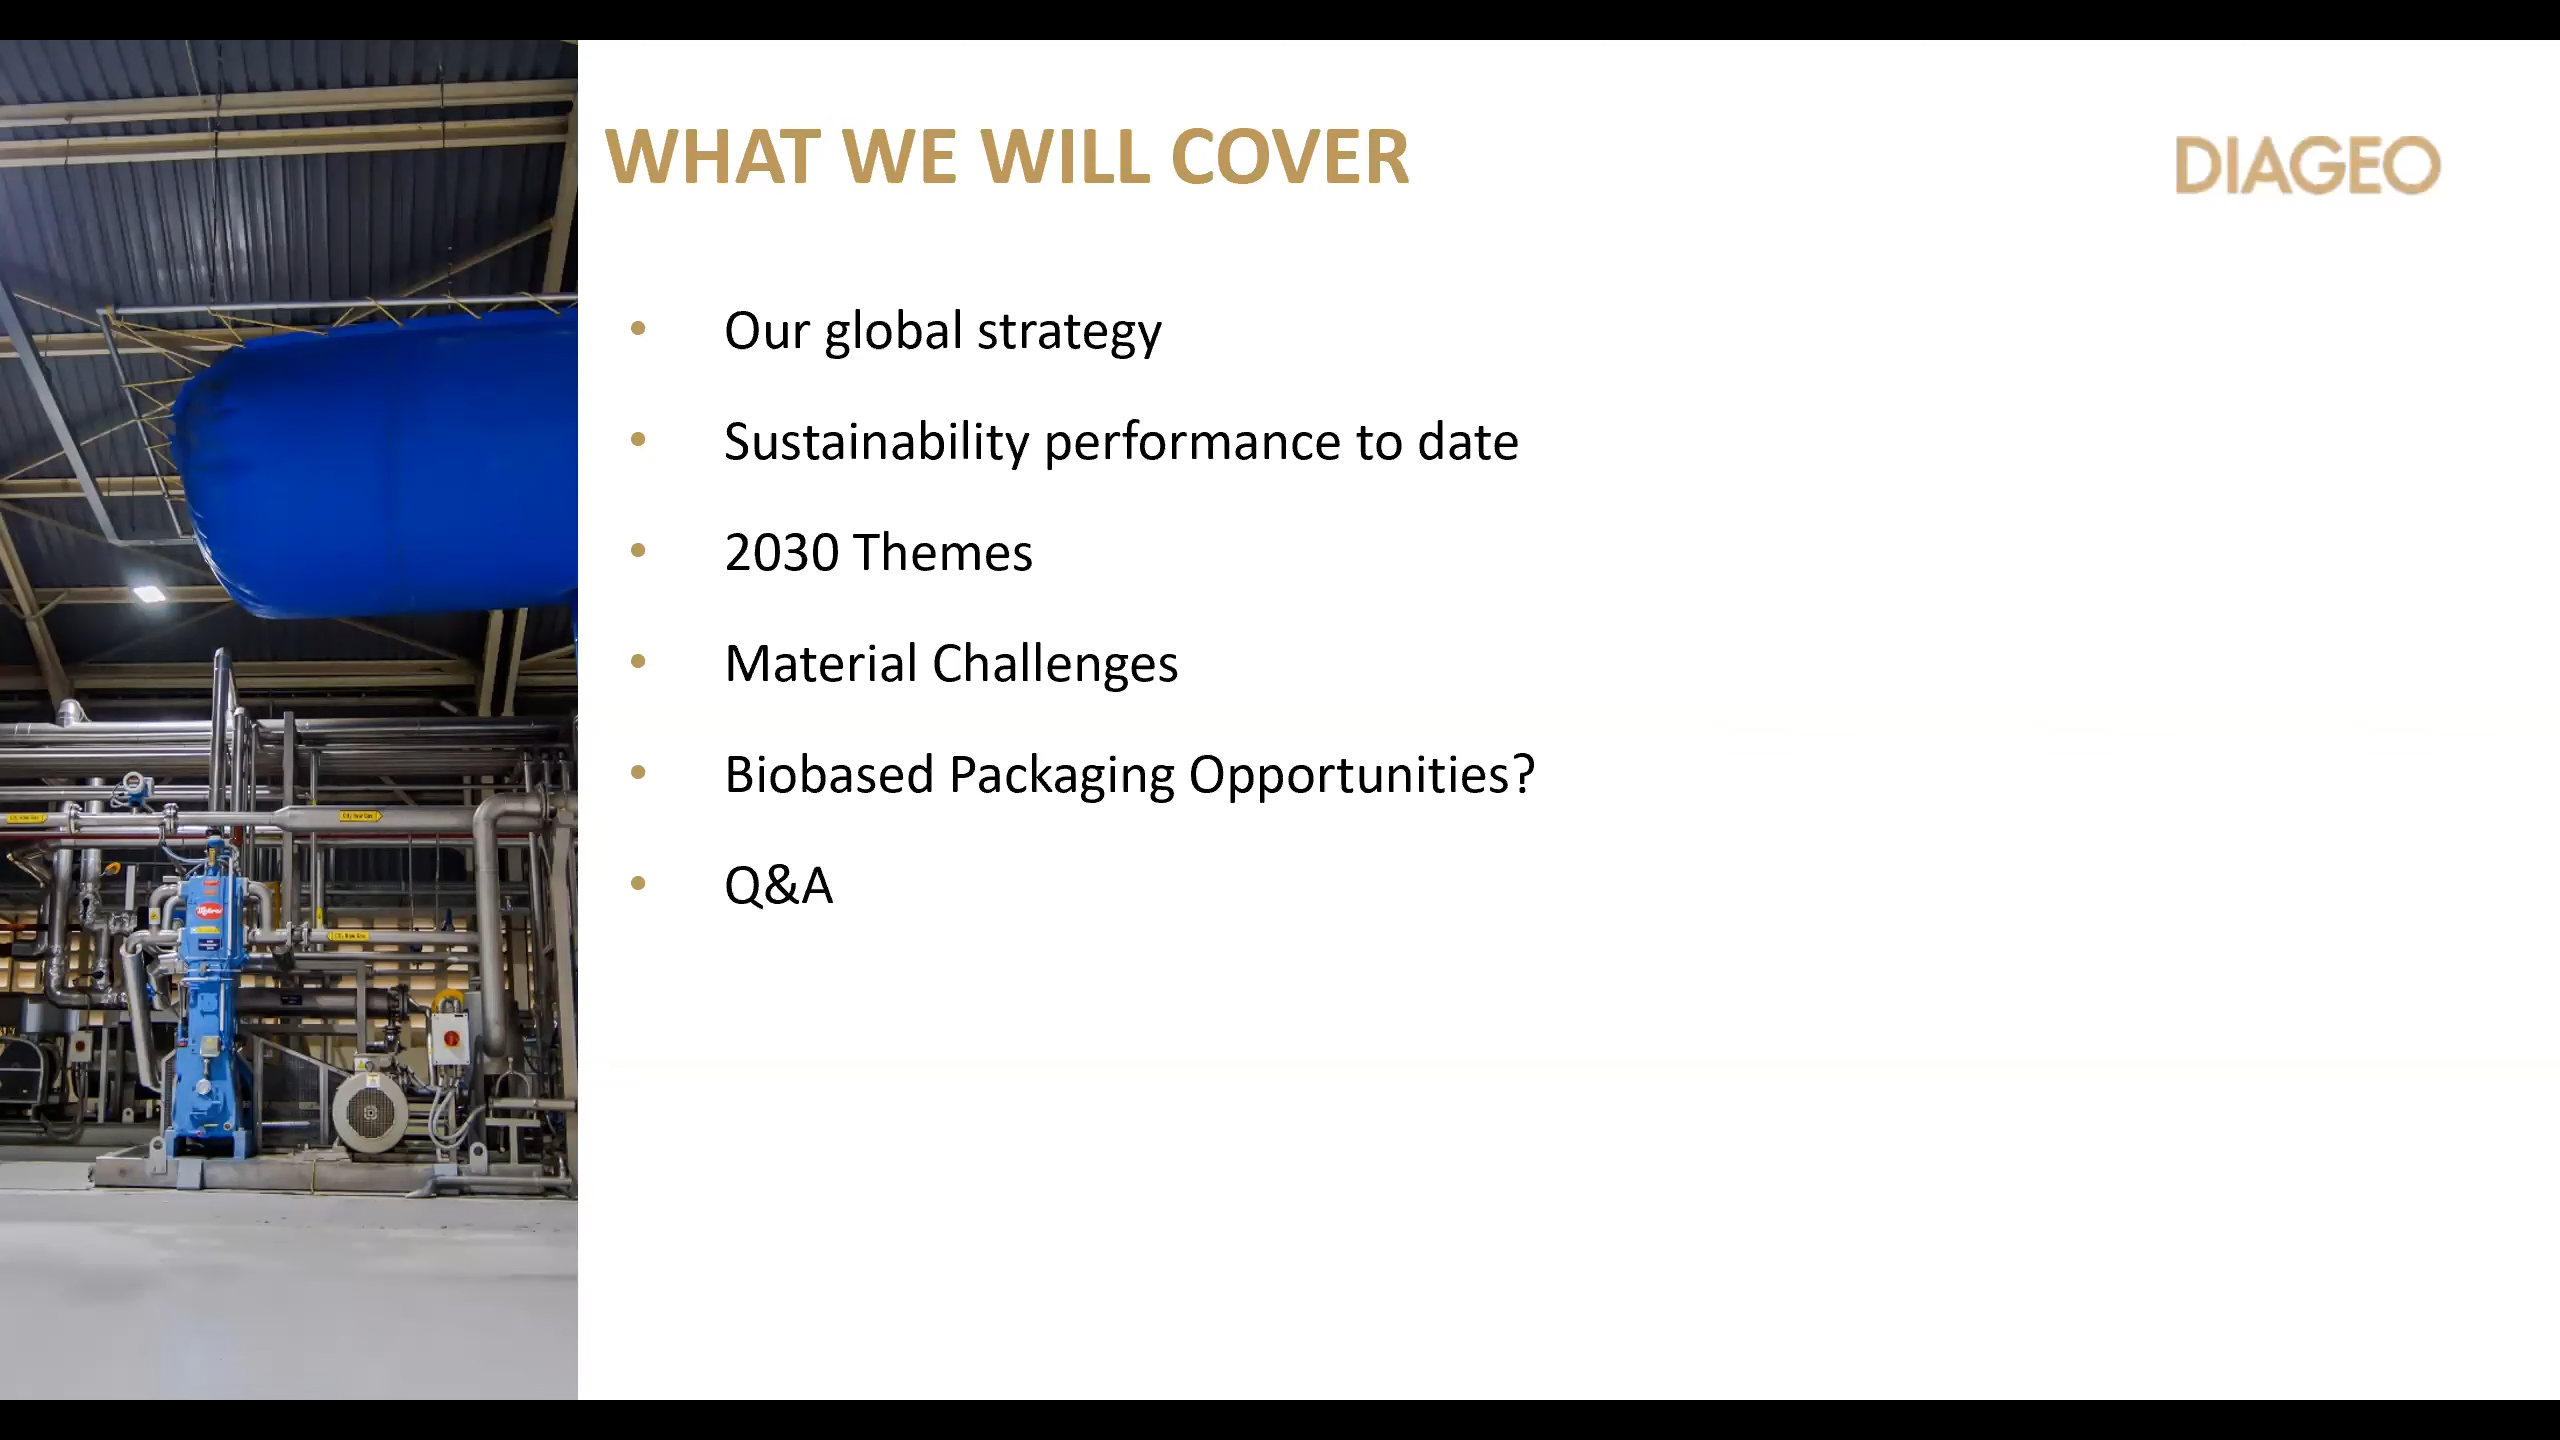 WHAT WE WILL COVER
DIAGEO
• Our global strategy
• Sustainability performance to date
• 2030 Themes
• Material Challenges
• Biobased Packaging Opportunities?
• Q&A